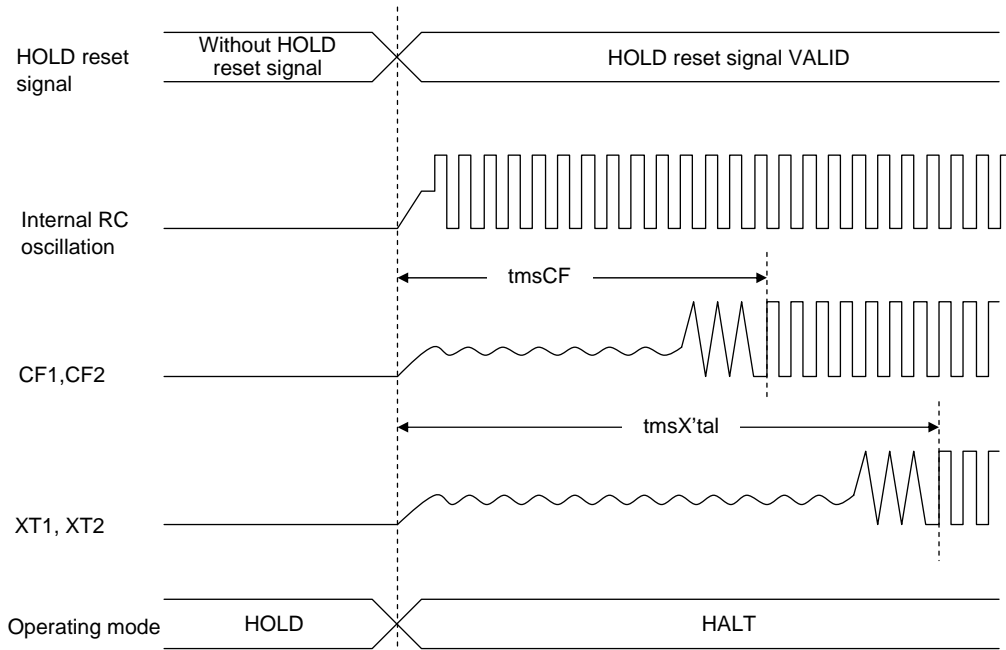 HOLD reset
signal
Without HOLD
reset signal
HOLD reset signal VALID
Internal RC
oscillation
tmsCF
CF1,CF2
tmsX'tal
XT1, XT2
Operating mode
HOLD
HALT